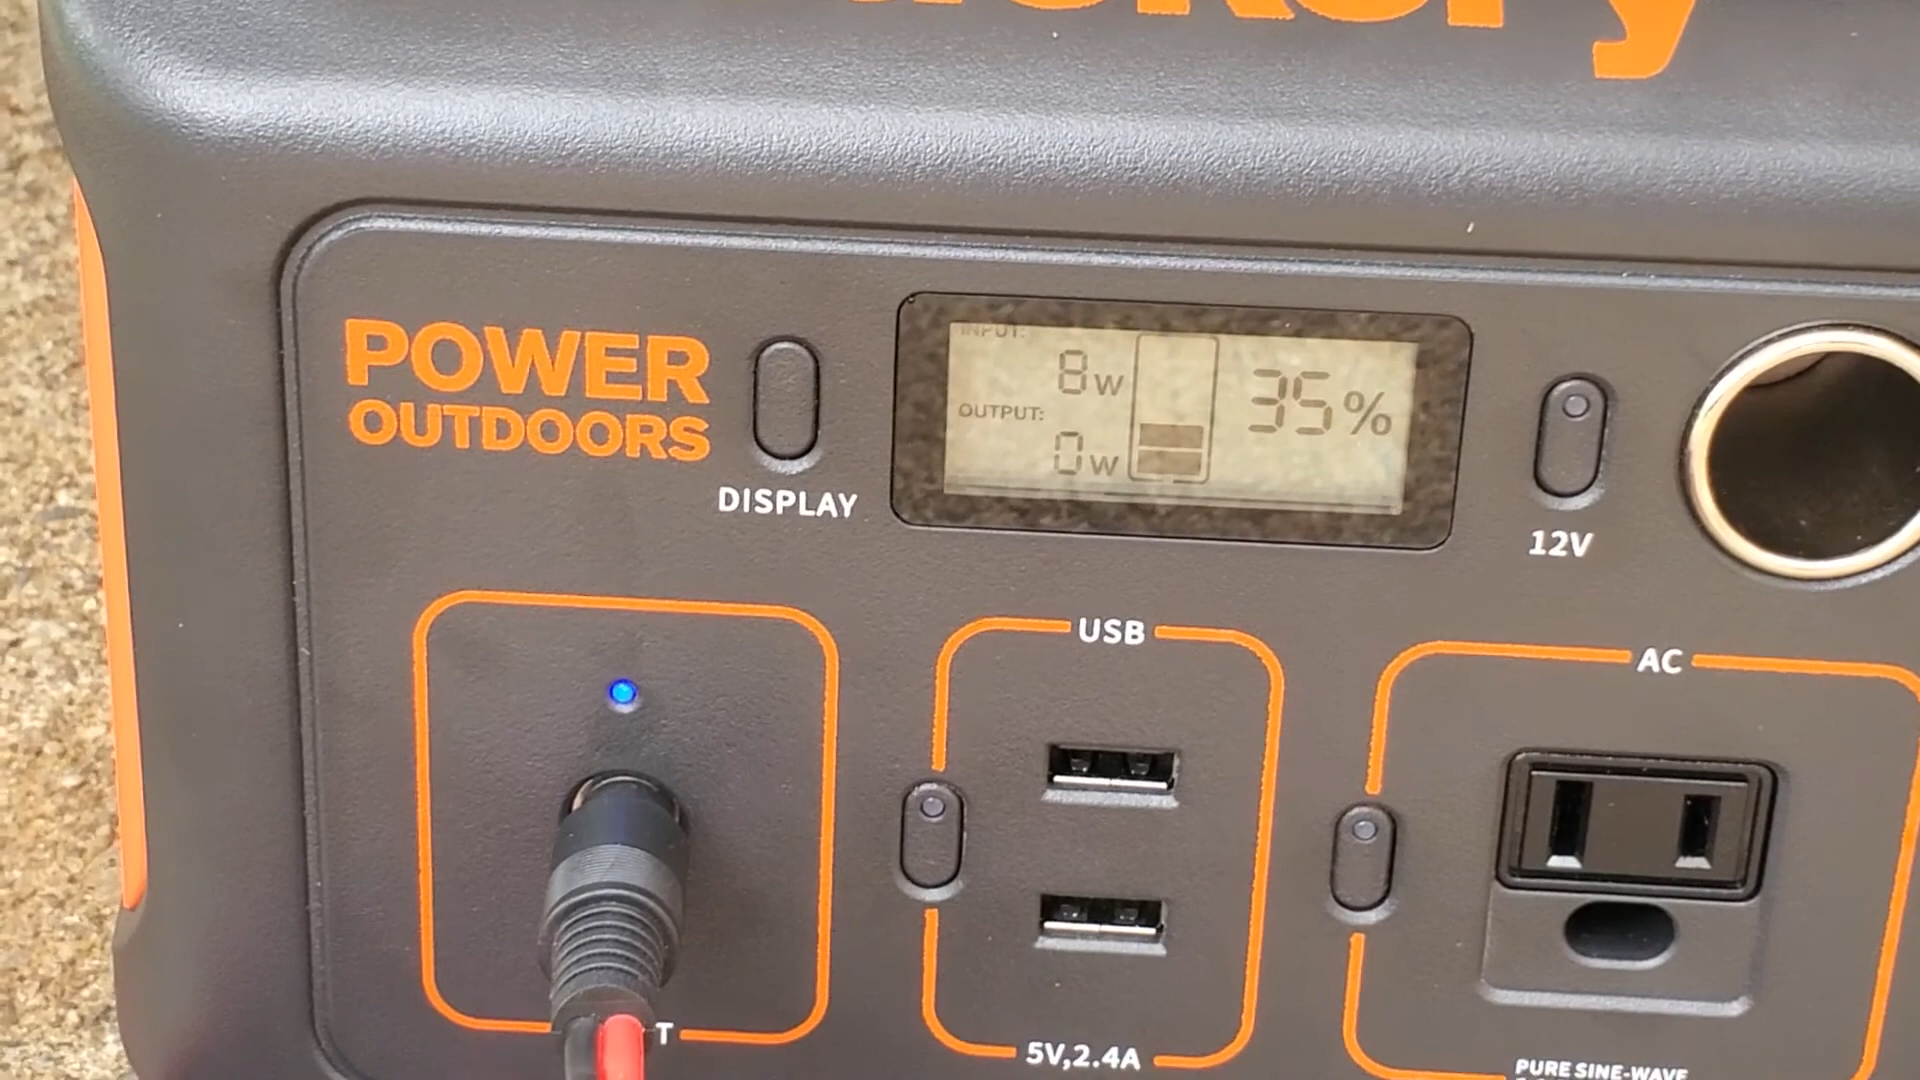 POWER
OUTDOORS
DISPLAY
INPUT:
8W
OUTPUT:
0W
35%
12V
USB
AC
T
5V,2.4A
PURE SINE-WAVE